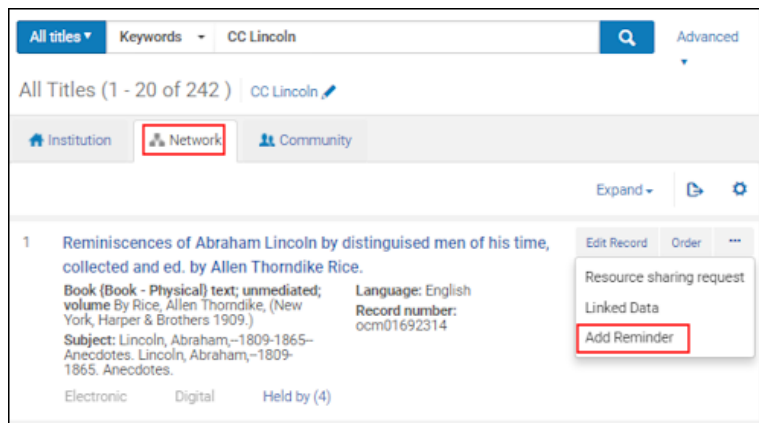 All titles Keywords CC Lincoln Advanced
All Titles (1 - 20 of 242 ) CC Lincoln
Institution Network Community
Expand
1 Reminiscences of Abraham Lincoln by distinguised men of his time,
collected and ed. by Allen Thorndike Rice.
Edit Record Order ...
Book {Book - Physical} text; unmediated;
volume By Rice, Allen Thorndike, (New
York, Harper & Brothers 1909.)
Subject: Lincoln, Abraham,--1809-1865--
Anecdotes. Lincoln, Abraham,--1809-
1865. Anecdotes.
Language: English
Record number:
ocm01692314
Resource sharing request
Linked Data
Add Reminder
Electronic Digital Held by (4)